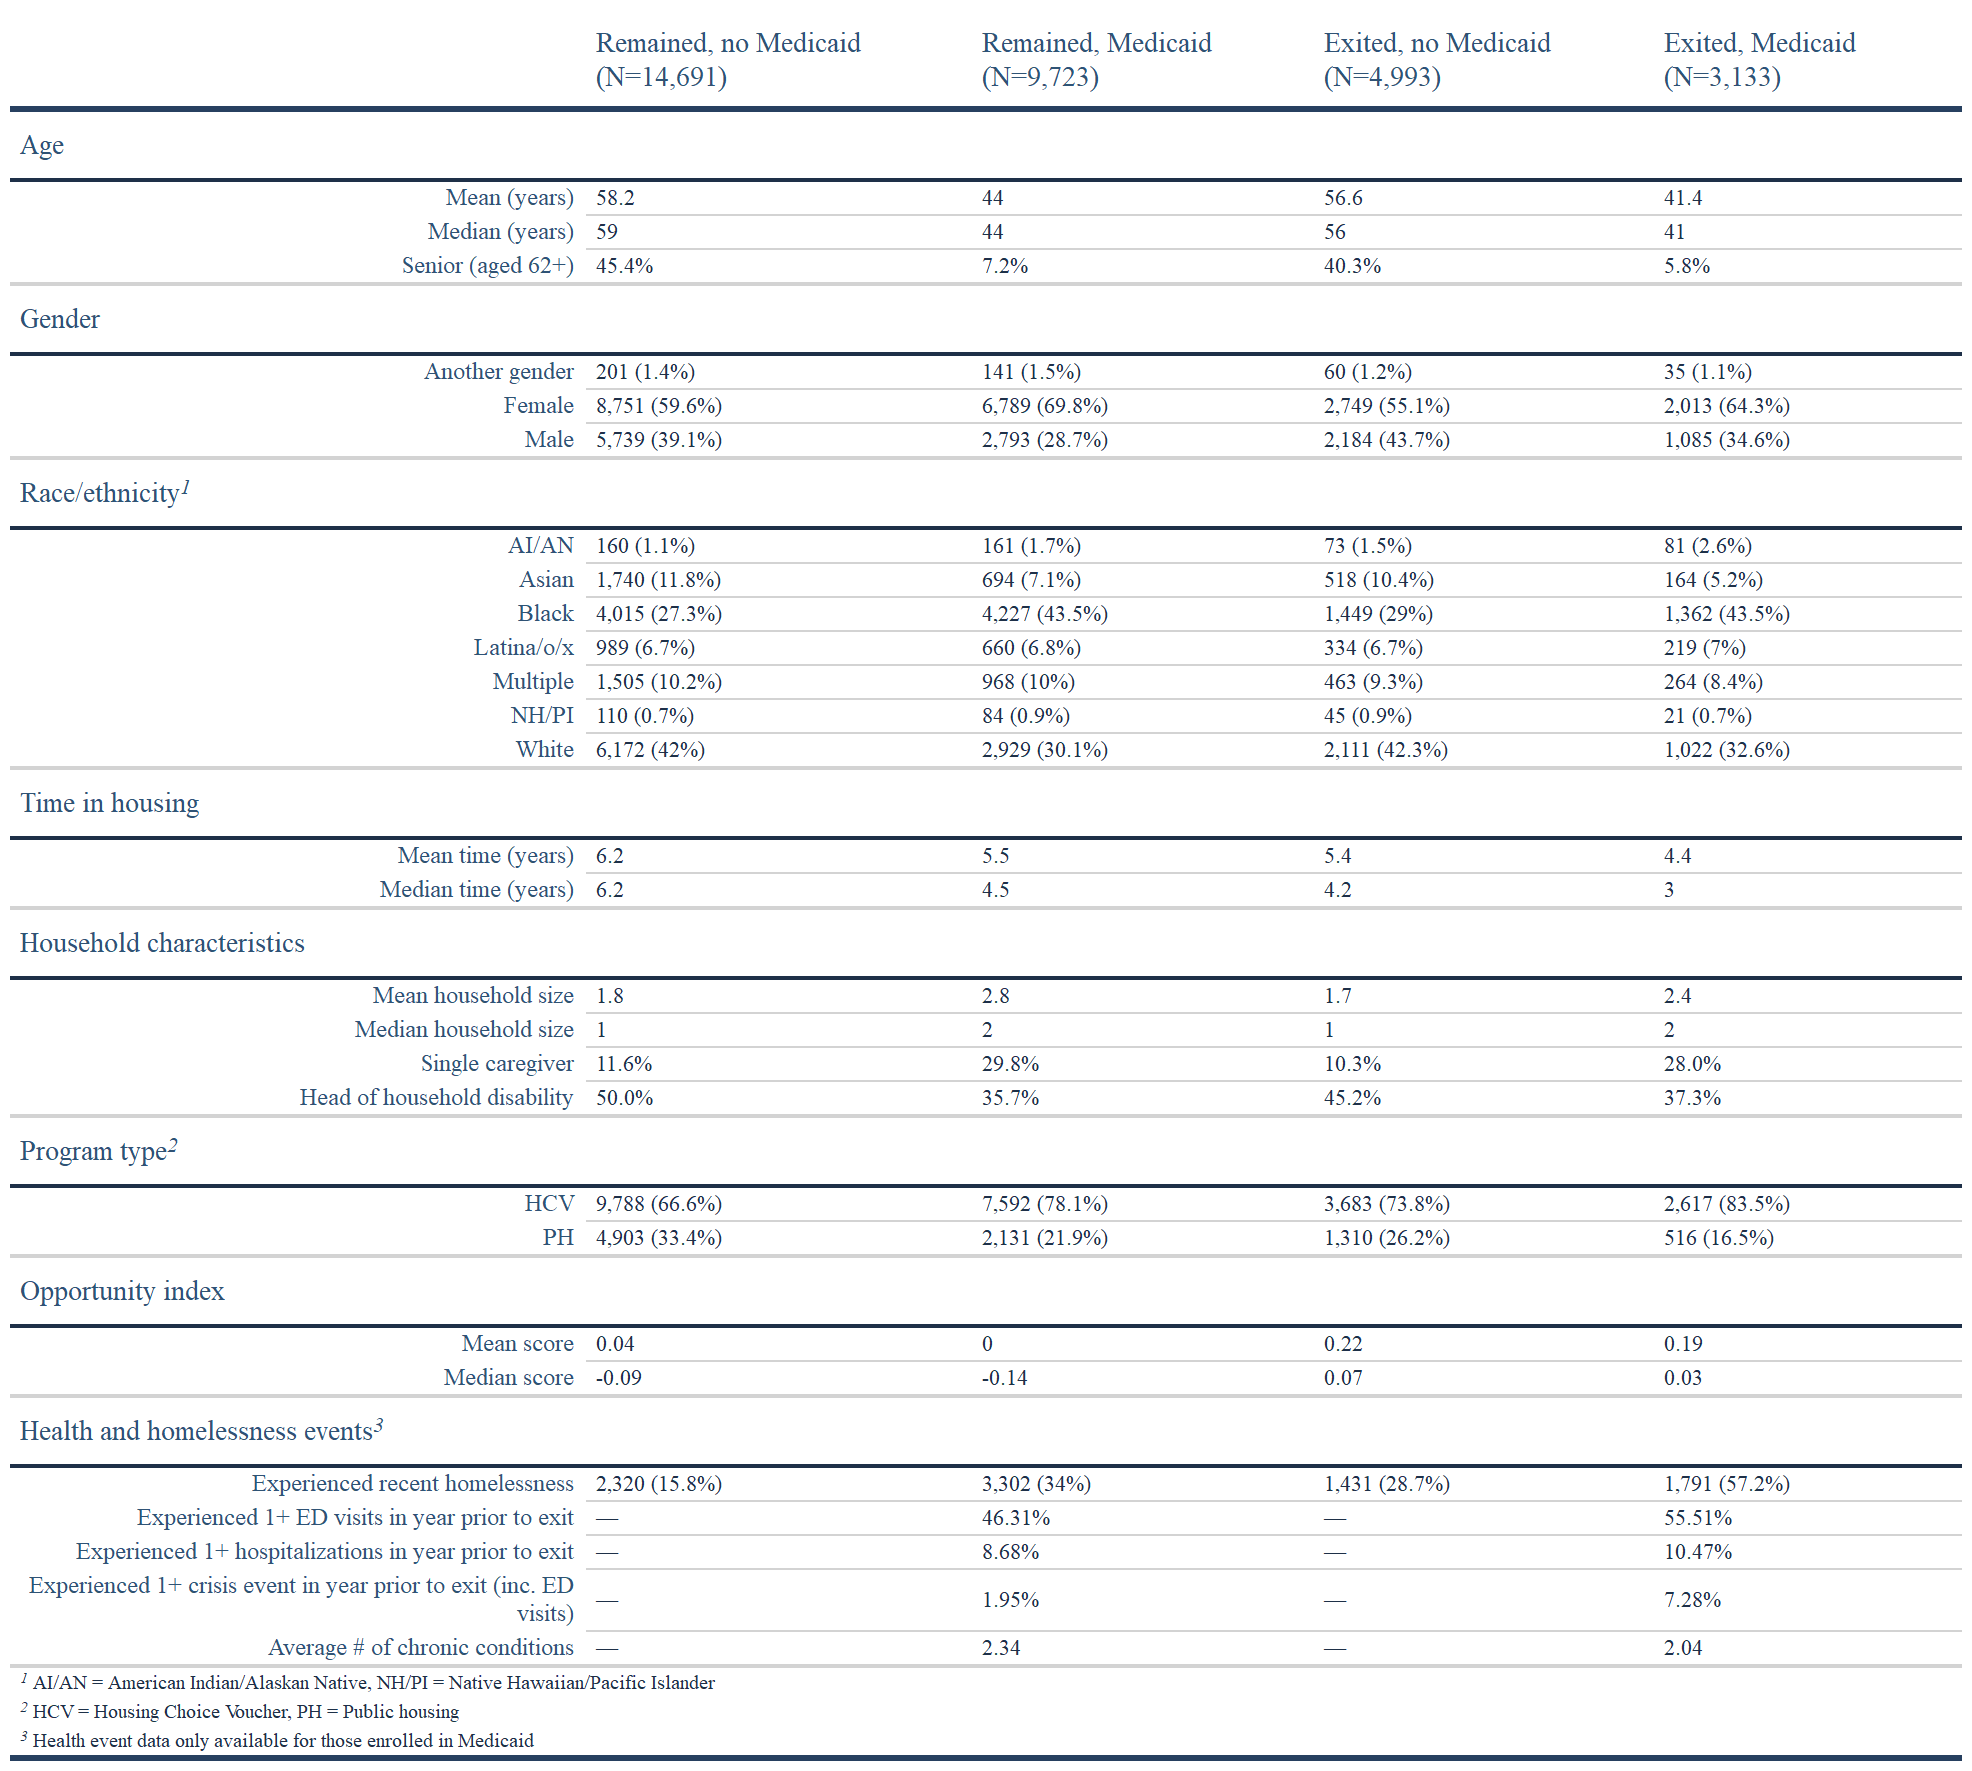 Remained, no Medicaid (N=14,691) Remained, Medicaid (N=9,723) Exited, no Medicaid (N=4,993) Exited, Medicaid (N=3,133)
Age
Mean (years) 58.2 44 56.6 41.4
Median (years) 59 44 56 41
Senior (aged 62+) 45.4% 7.2% 40.3% 5.8%
Gender
Another gender 201 (1.4%) 141 (1.5%) 60 (1.2%) 35 (1.1%)
Female 8,751 (59.6%) 6,789 (69.8%) 2,749 (55.1%) 2,013 (64.3%)
Male 5,739 (39.1%) 2,793 (28.7%) 2,184 (43.7%) 1,085 (34.6%)
Race/ethnicity1
AI/AN 160 (1.1%) 161 (1.7%) 73 (1.5%) 81 (2.6%)
Asian 1,740 (11.8%) 694 (7.1%) 518 (10.4%) 164 (5.2%)
Black 4,015 (27.3%) 4,227 (43.5%) 1,449 (29%) 1,362 (43.5%)
Latina/o/x 989 (6.7%) 660 (6.8%) 334 (6.7%) 219 (7%)
Multiple 1,505 (10.2%) 968 (10%) 463 (9.3%) 264 (8.4%)
NH/PI 110 (0.7%) 84 (0.9%) 45 (0.9%) 21 (0.7%)
White 6,172 (42%) 2,929 (30.1%) 2,111 (42.3%) 1,022 (32.6%)
Time in housing
Mean time (years) 6.2 5.5 5.4 4.4
Median time (years) 6.2 4.5 4.2 3
Household characteristics
Mean household size 1.8 2.8 1.7 2.4
Median household size 1 2 1 2
Single caregiver 11.6% 29.8% 10.3% 28.0%
Head of household disability 50.0% 35.7% 45.2% 37.3%
Program type2
HCV 9,788 (66.6%) 7,592 (78.1%) 3,683 (73.8%) 2,617 (83.5%)
PH 4,903 (33.4%) 2,131 (21.9%) 1,310 (26.2%) 516 (16.5%)
Opportunity index
Mean score 0.04 0 0.22 0.19
Median score -0.09 -0.14 0.07 0.03
Health and homelessness events3
Experienced recent homelessness 2,320 (15.8%) 3,302 (34%) 1,431 (28.7%) 1,791 (57.2%)
Experienced 1+ ED visits in year prior to exit — 46.31% — 55.51%
Experienced 1+ hospitalizations in year prior to exit — 8.68% — 10.47%
Experienced 1+ crisis event in year prior to exit (inc. ED visits) — 1.95% — 7.28%
Average # of chronic conditions — 2.34 — 2.04
1 AI/AN = American Indian/Alaskan Native, NH/PI = Native Hawaiian/Pacific Islander
2 HCV = Housing Choice Voucher, PH = Public housing
3 Health event data only available for those enrolled in Medicaid